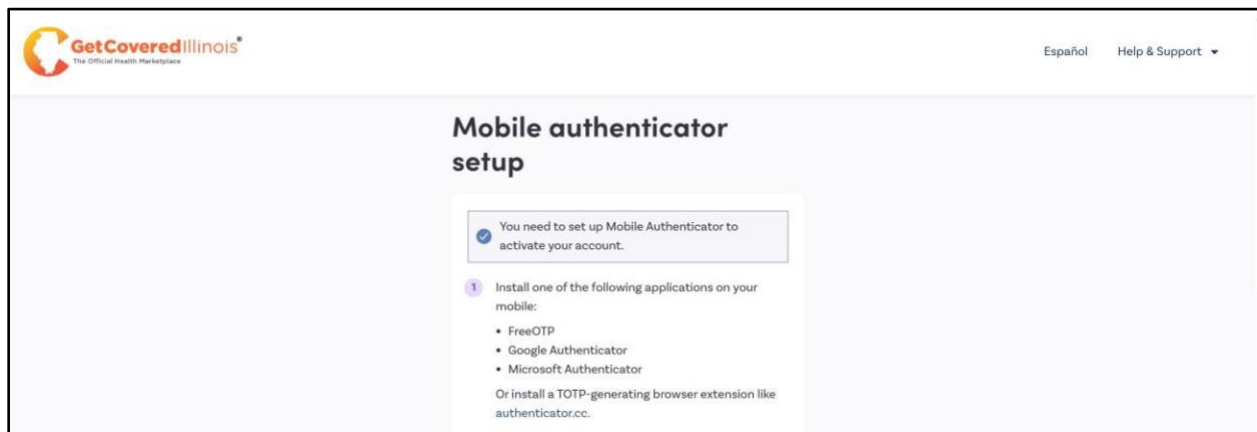 GetCoveredIllinois®
The Official Health Marketplace
Español Help & Support
Mobile authenticator
setup
You need to set up Mobile Authenticator to
activate your account.
1 Install one of the following applications on your
mobile:
• FreeOTP
• Google Authenticator
• Microsoft Authenticator
Or install a TOTP-generating browser extension like
authenticator.cc.